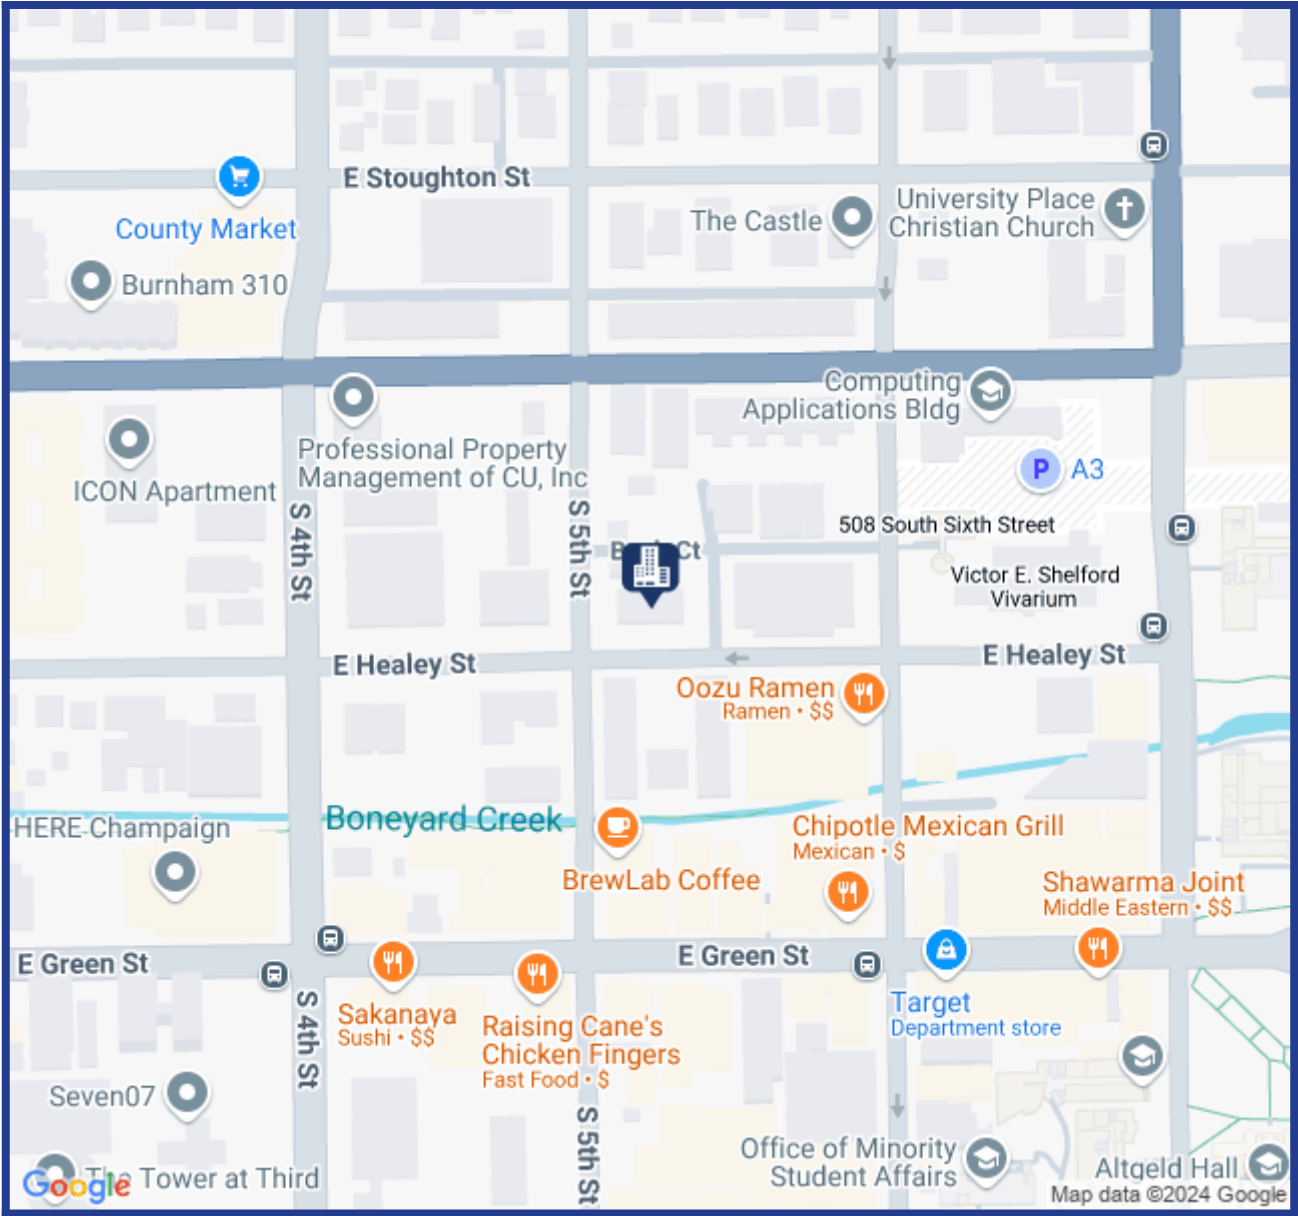 E Stoughton St
County Market
University Place
Christian Church
The Castle
Burnham 310
Computing
Applications Bldg
Professional Property
Management of CU, Inc
A3
ICON Apartment
S 4th St
S 5th St
508 South Sixth Street
Ct
Victor E. Shelford
Vivarium
E Healey St
E Healey St
Oozu Ramen
Ramen • $$
Boneyard Creek
HERE Champaign
Chipotle Mexican Grill
Mexican • $
BrewLab Coffee
Shawarma Joint
Middle Eastern • $$
E Green St
E Green St
S 4th St
Sakanaya
Sushi • $$
Raising Cane's
Chicken Fingers
Fast Food • $
Target
Department store
Seven07
S 5th St
Office of Minority
Student Affairs
Altgeld Hall
The Tower at Third
Google
Map data ©2024 Google
P